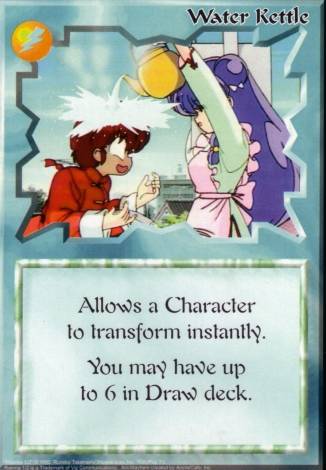 Water Kettle
Allows a Character
to transform instantly.
You may have up
to 6 in Draw deck.